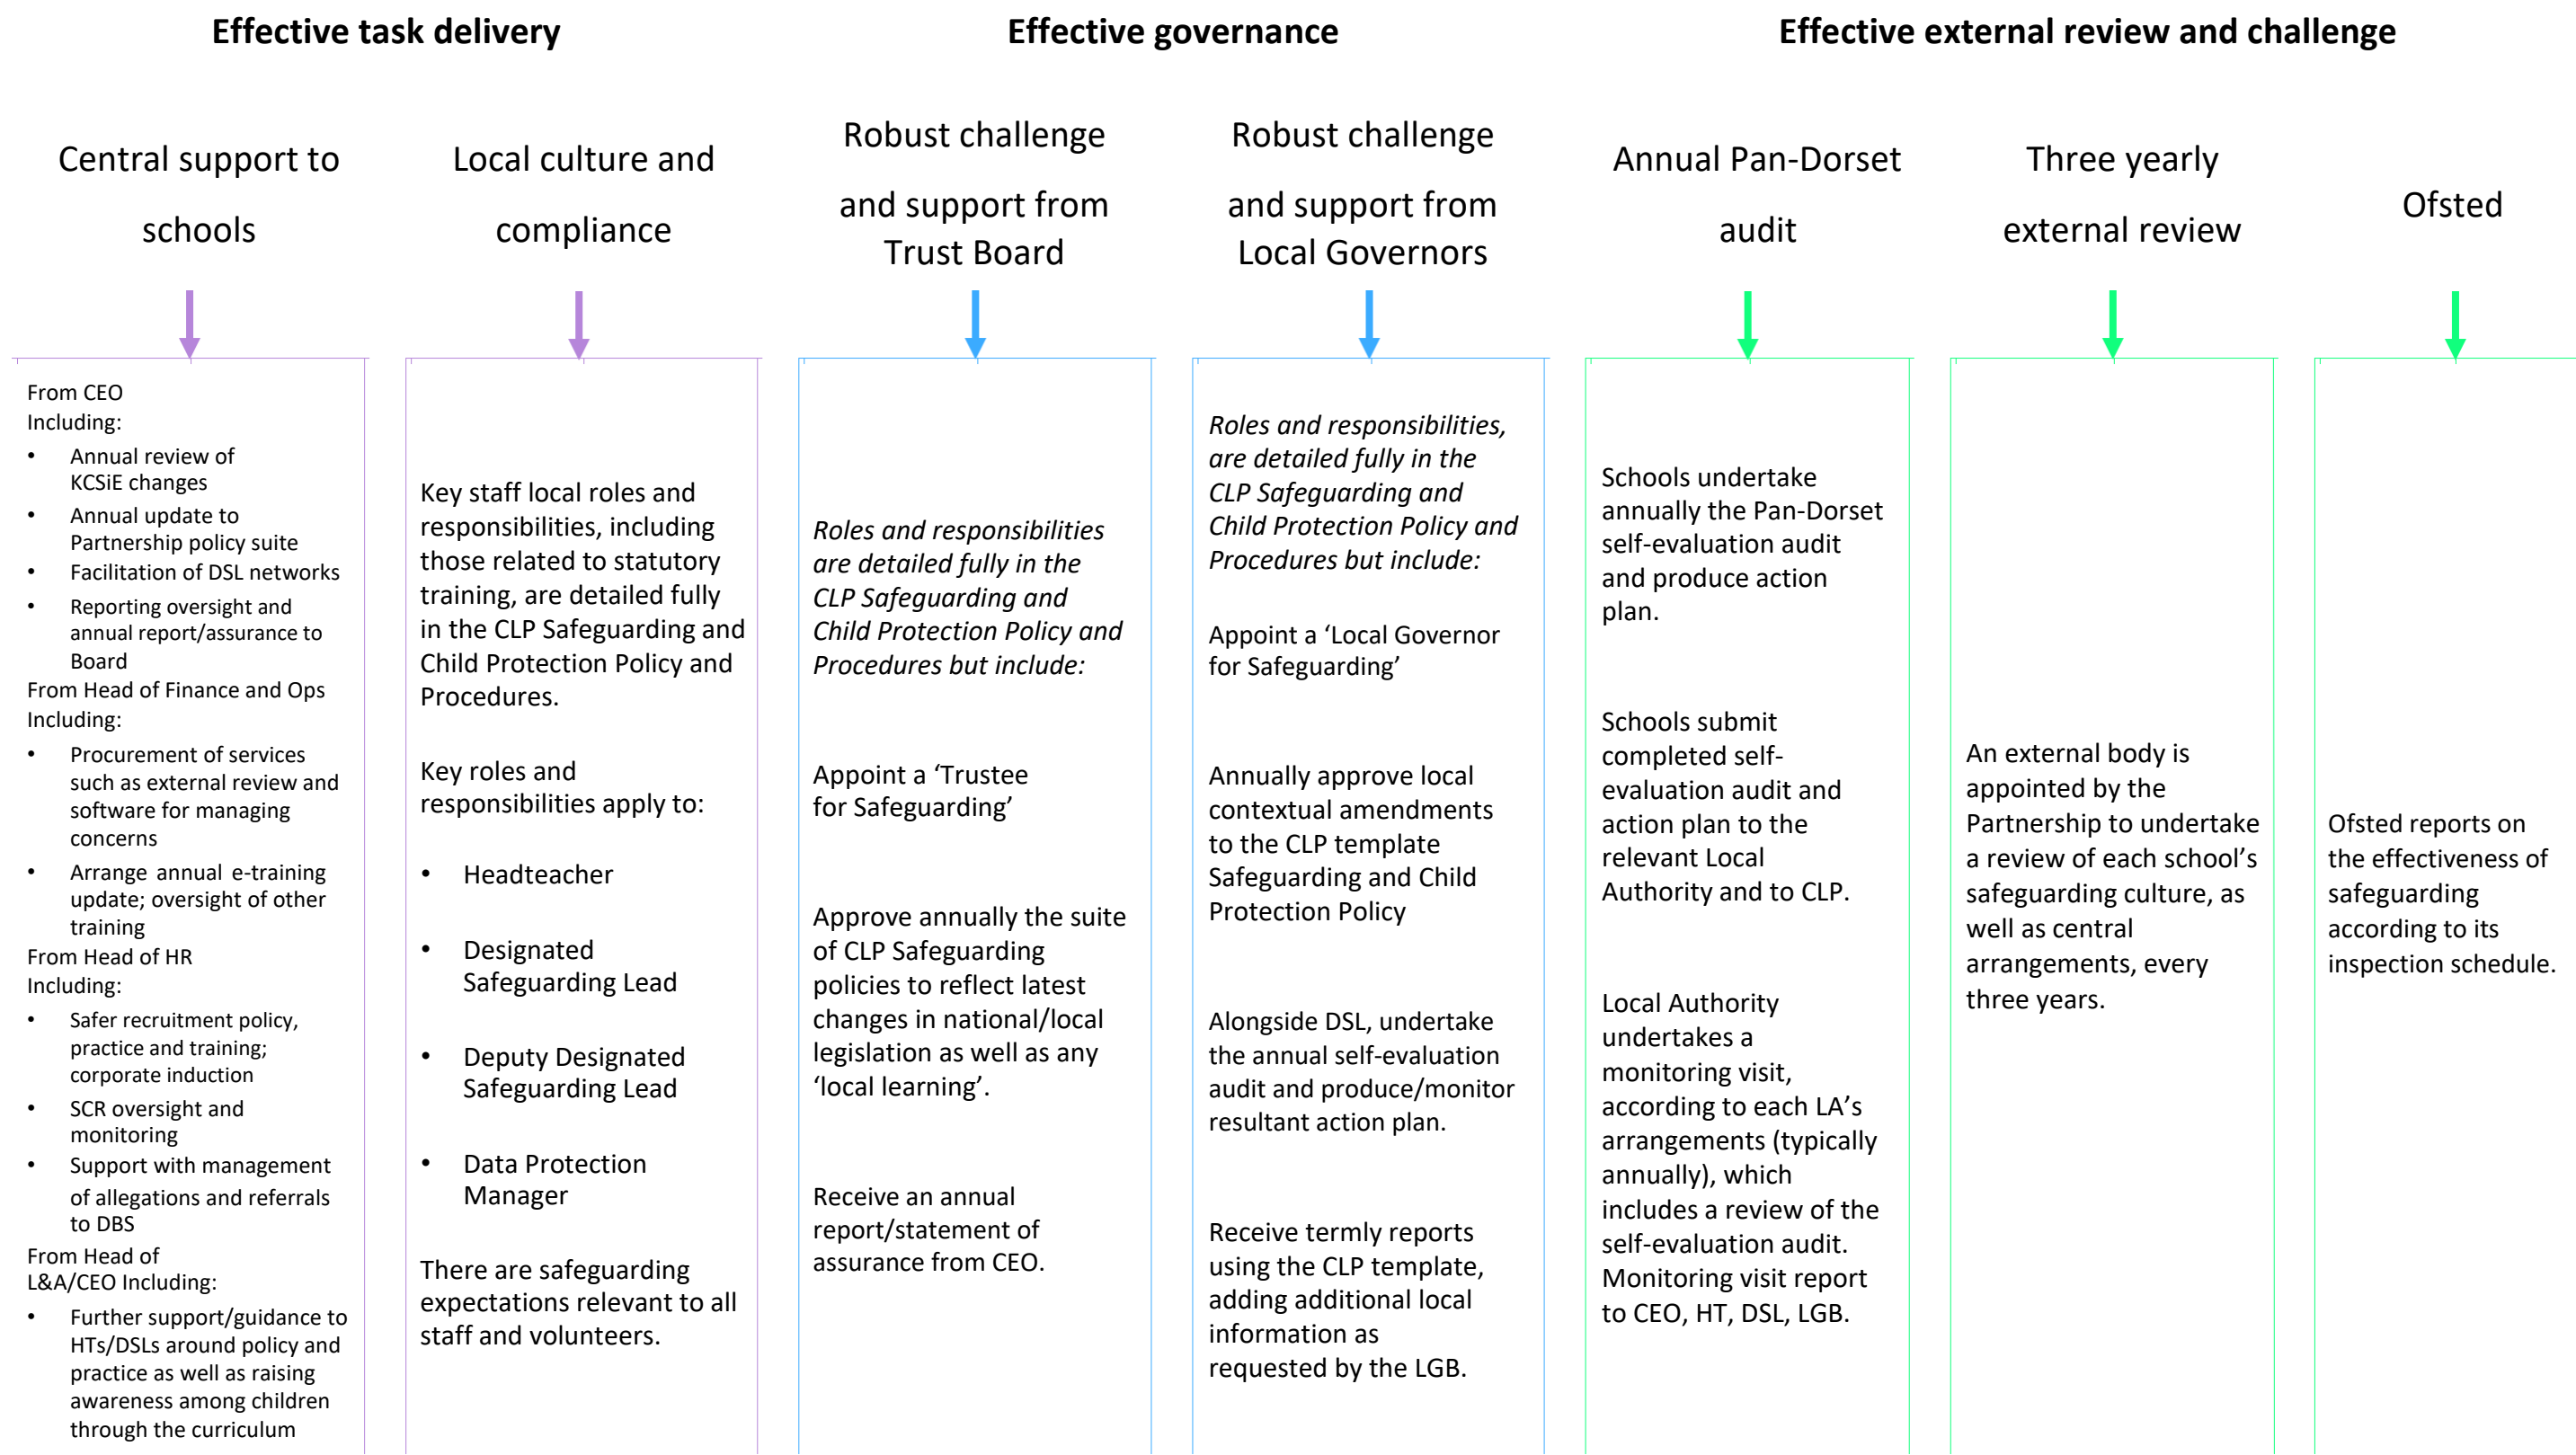 Effective task delivery
Effective governance
Effective external review and challenge
Central support to
schools
Local culture and
compliance
Robust challenge
and support from
Trust Board
Robust challenge
and support from
Local Governors
Annual Pan-Dorset
audit
Three yearly
external review
Ofsted
From CEO
Including:
• Annual review of
KCSiE changes
• Annual update to
Partnership policy suite
• Facilitation of DSL networks
• Reporting oversight and
annual report/assurance to
Board
From Head of Finance and Ops
Including:
• Procurement of services
such as external review and
software for managing
concerns
• Arrange annual e-training
update; oversight of other
training
From Head of HR
Including:
• Safer recruitment policy,
practice and training;
corporate induction
• SCR oversight and
monitoring
• Support with management
of allegations and referrals
to DBS
From Head of
L&A/CEO Including:
• Further support/guidance to
HTs/DSLs around policy and
practice as well as raising
awareness among children
through the curriculum
Key staff local roles and
responsibilities, including
those related to statutory
training, are detailed fully
in the CLP Safeguarding and
Child Protection Policy and
Procedures.
Key roles and
responsibilities apply to:
• Headteacher
• Designated
Safeguarding Lead
• Deputy Designated
Safeguarding Lead
• Data Protection
Manager
There are safeguarding
expectations relevant to all
staff and volunteers.
Roles and responsibilities
are detailed fully in the
CLP Safeguarding and
Child Protection Policy and
Procedures but include:
Appoint a ‘Trustee
for Safeguarding’
Approve annually the suite
of CLP Safeguarding
policies to reflect latest
changes in national/local
legislation as well as any
‘local learning’.
Receive an annual
report/statement of
assurance from CEO.
Roles and responsibilities,
are detailed fully in the
CLP Safeguarding and
Child Protection Policy and
Procedures but include:
Appoint a ‘Local Governor
for Safeguarding’
Annually approve local
contextual amendments
to the CLP template
Safeguarding and Child
Protection Policy
Alongside DSL, undertake
the annual self-evaluation
audit and produce/monitor
resultant action plan.
Receive termly reports
using the CLP template,
adding additional local
information as
requested by the LGB.
Schools undertake
annually the Pan-Dorset
self-evaluation audit
and produce action
plan.
Schools submit
completed self-
evaluation audit and
action plan to the
relevant Local
Authority and to CLP.
Local Authority
undertakes a
monitoring visit,
according to each LA’s
arrangements (typically
annually), which
includes a review of the
self-evaluation audit.
Monitoring visit report
to CEO, HT, DSL, LGB.
An external body is
appointed by the
Partnership to undertake
a review of each school’s
safeguarding culture, as
well as central
arrangements, every
three years.
Ofsted reports on
the effectiveness of
safeguarding
according to its
inspection schedule.